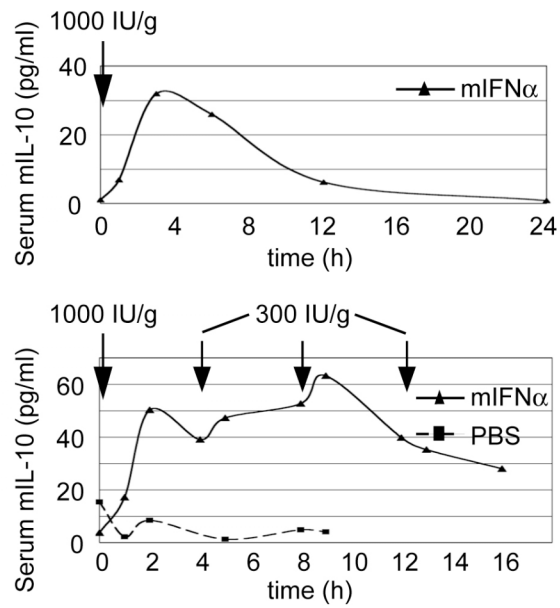 1000 IU/g
Serum mIL-10 (pg/ml)
40
20
0
mIFNα
0 4 8 12 16 20 24
time (h)
1000 IU/g 300 IU/g
Serum mIL-10 (pg/ml)
60
40
20
0
mIFNα
PBS
0 2 4 6 8 10 12 14 16
time (h)